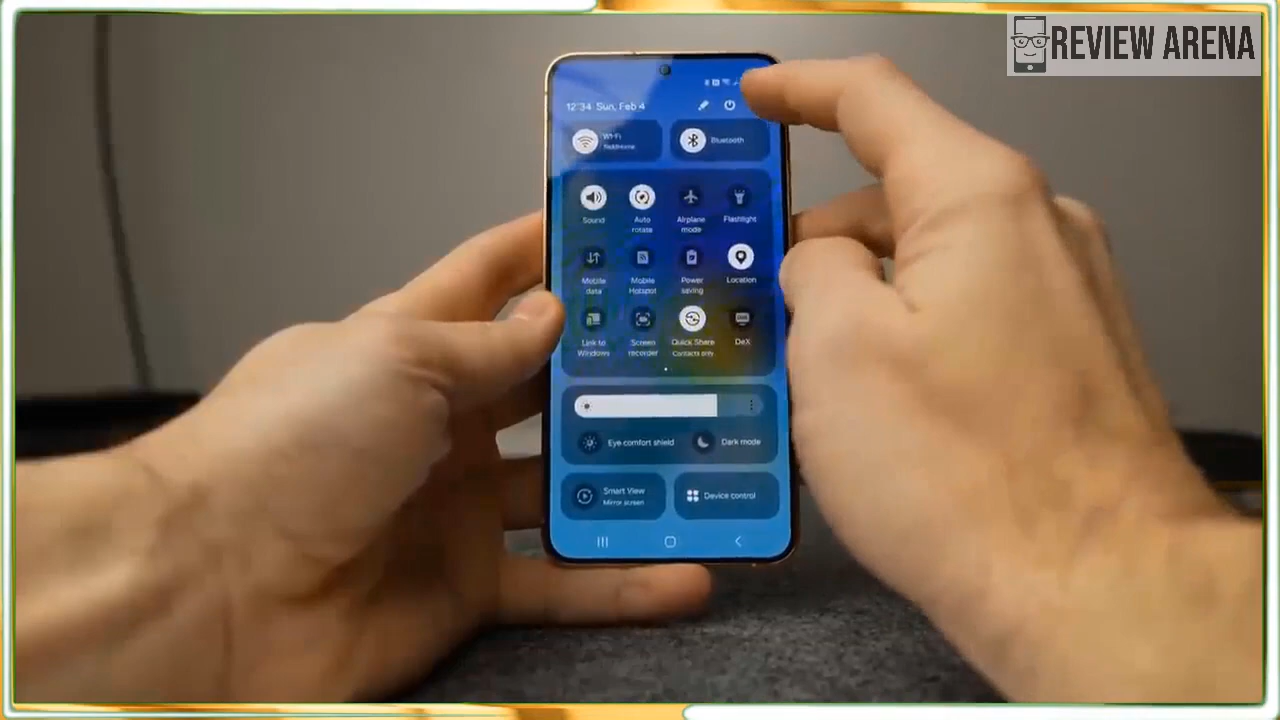 REVIEW ARENA
12:34 Sun, Feb 4
Wi-Fi
Bluetooth
Sound
Auto rotate
Airplane mode
Flashlight
Mobile data
Mobile Hotspot
Power saving
Location
Link to Windows
Screen recorder
Quick Share
Contacts only
DeX
Eye comfort shield
Dark mode
Smart View
Mirror screen
Device control